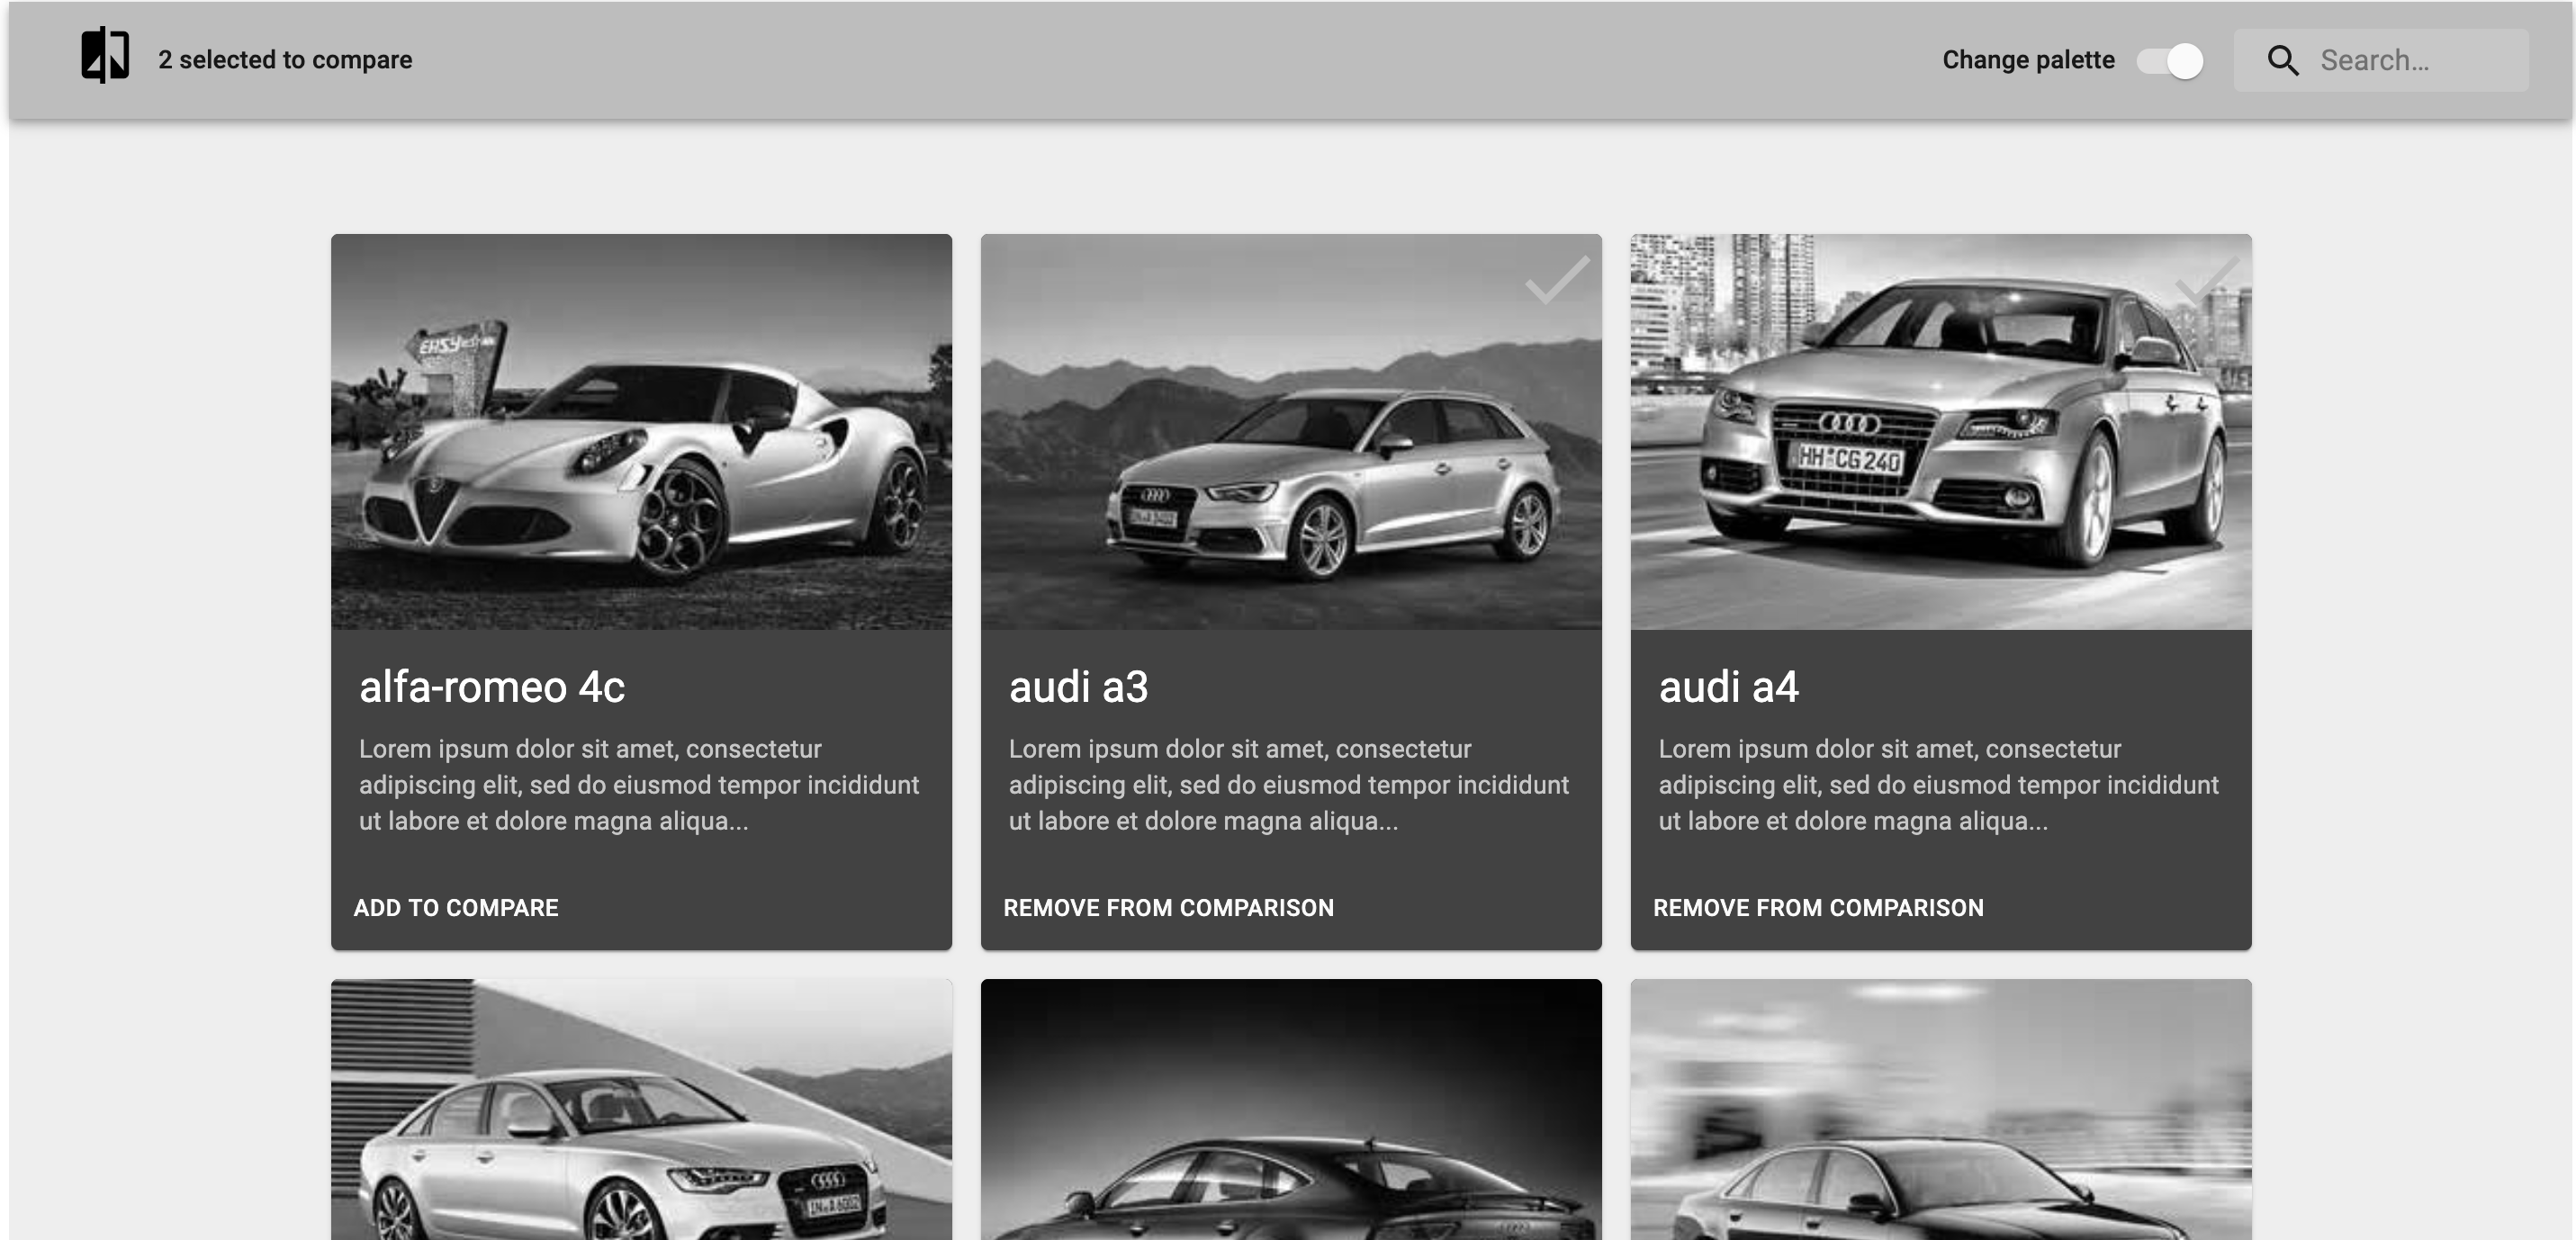 2 selected to compare
Change palette
Search...
EASY
HH CG 240
alfa-romeo 4c
Lorem ipsum dolor sit amet, consectetur
adipiscing elit, sed do eiusmod tempor incididunt
ut labore et dolore magna aliqua...
ADD TO COMPARE
audi a3
Lorem ipsum dolor sit amet, consectetur
adipiscing elit, sed do eiusmod tempor incididunt
ut labore et dolore magna aliqua...
REMOVE FROM COMPARISON
audi a4
Lorem ipsum dolor sit amet, consectetur
adipiscing elit, sed do eiusmod tempor incididunt
ut labore et dolore magna aliqua...
REMOVE FROM COMPARISON